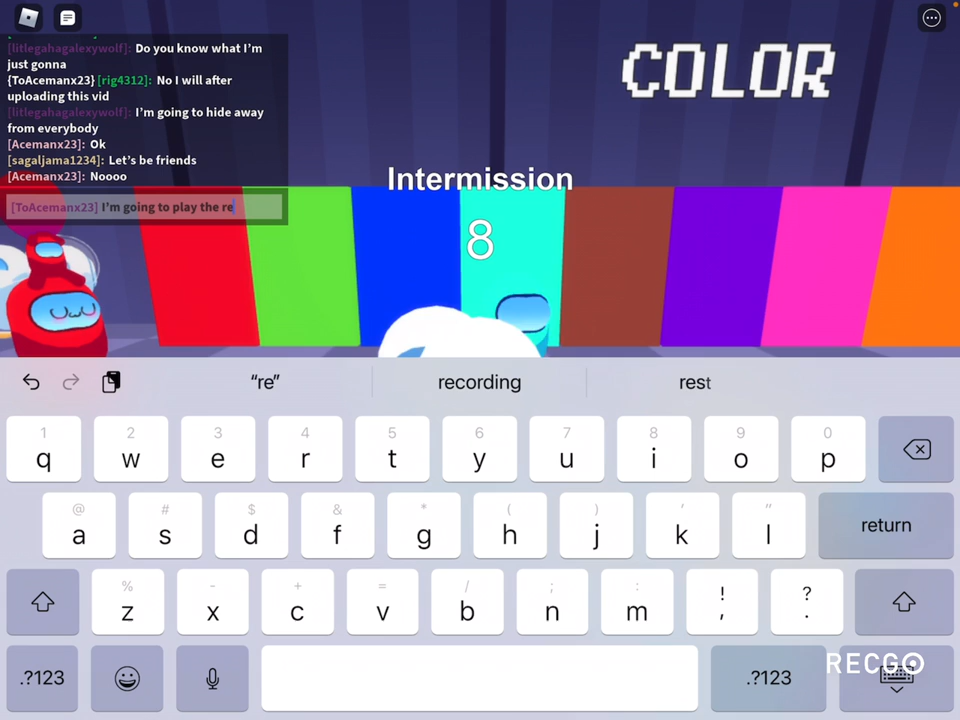 [litlegahagalexywolf]: Do you know what I'm
just gonna
{ToAcemanx23} [rig4312]: No I will after
uploading this vid
[litlegahagalexywolf]: I'm going to hide away
from everybody
[Acemanx23]: Ok
[sagaljama1234]: Let's be friends
[Acemanx23]: Noooo
[ToAcemanx23] I'm going to play the re
COLOR
Intermission
8
UwU
"re" recording rest
1 2 3 4 5 6 7 8 9 0
q w e r t y u i o p
@ # $ & * ( ) ' "
a s d f g h j k l return
% - + = / ; : ! ?
z x c v b n m , .
.?123 .?123
RECGO